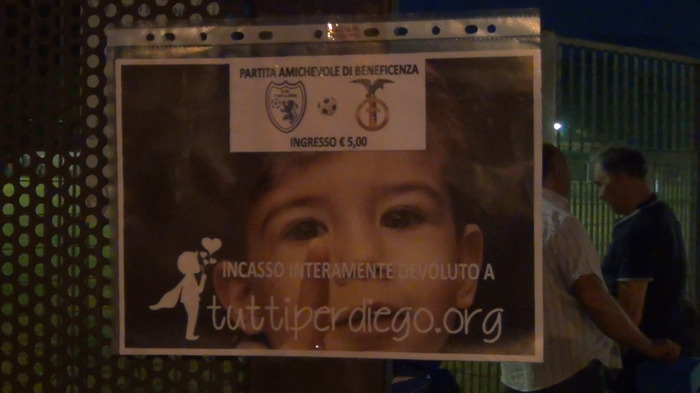 PARTITA AMICHEVOLE DI BENEFICENZA
INGRESSO € 5,00
INCASSO INTERAMENTE DEVOLUTO A
tuttiperdiego.org